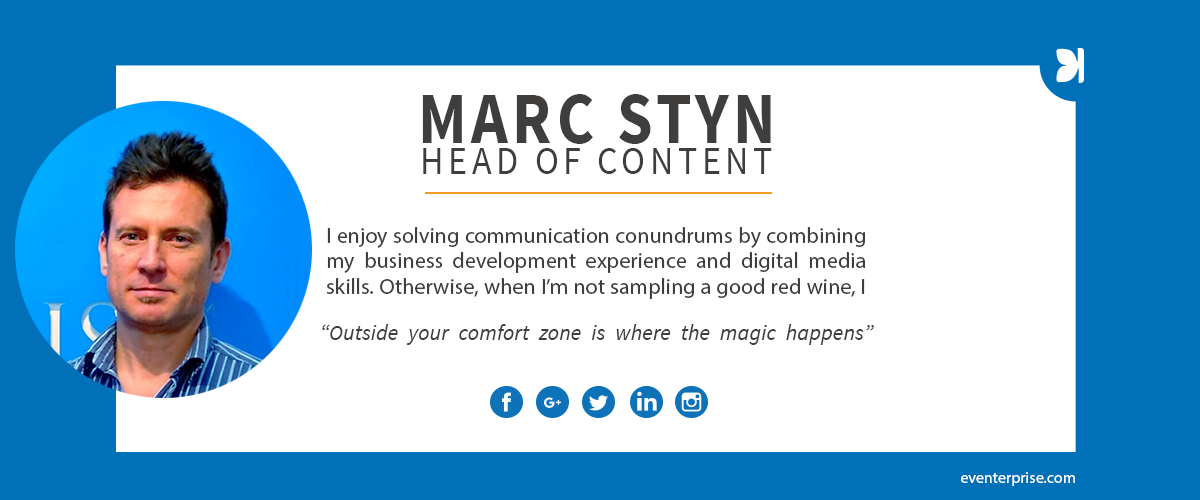 MARC STYN
HEAD OF CONTENT
I enjoy solving communication conundrums by combining
my business development experience and digital media
skills. Otherwise, when I’m not sampling a good red wine, I
“Outside your comfort zone is where the magic happens”
f G+ in
eventerprise.com